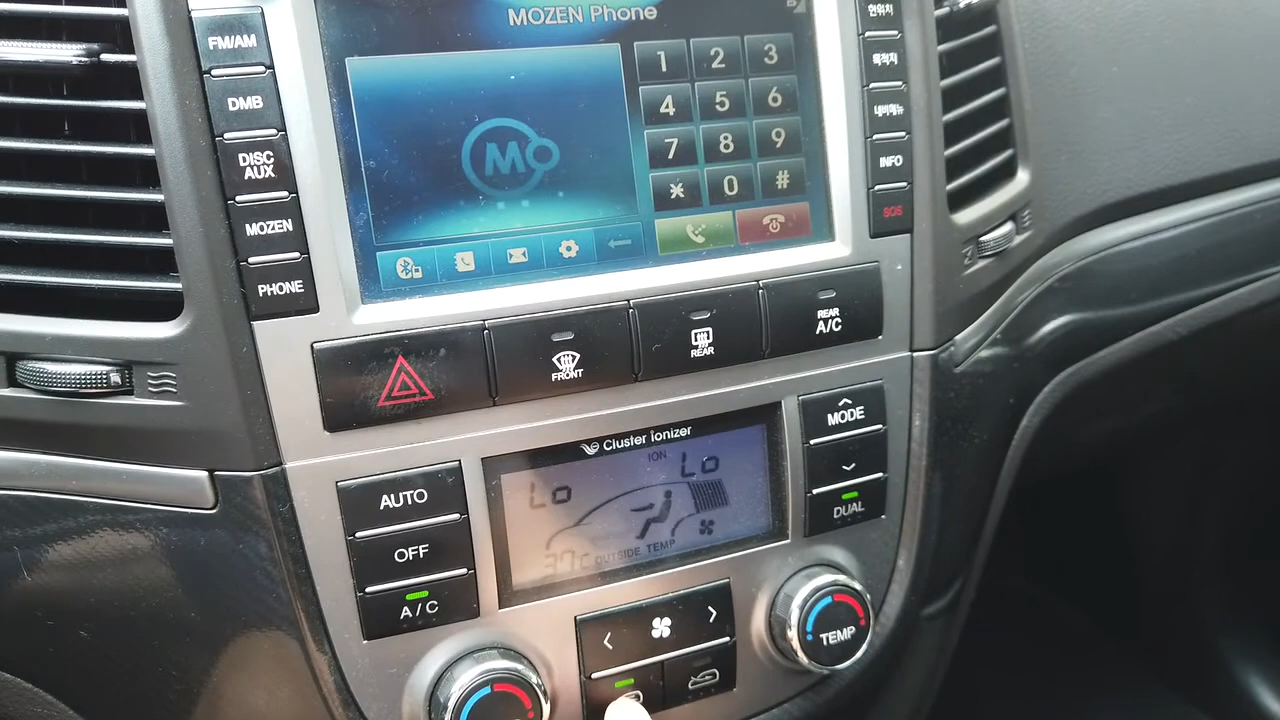 MOZEN Phone
FM/AM
DMB
DISC
AUX
MOZEN
PHONE
1 2 3
4 5 6
7 8 9
* 0 #
현위치
목적지
내비메뉴
INFO
SOS
FRONT
REAR
REAR
A/C
AUTO
OFF
A/C
Cluster ionizer
ION
Lo
Lo
37°C OUTSIDE TEMP
MODE
DUAL
TEMP